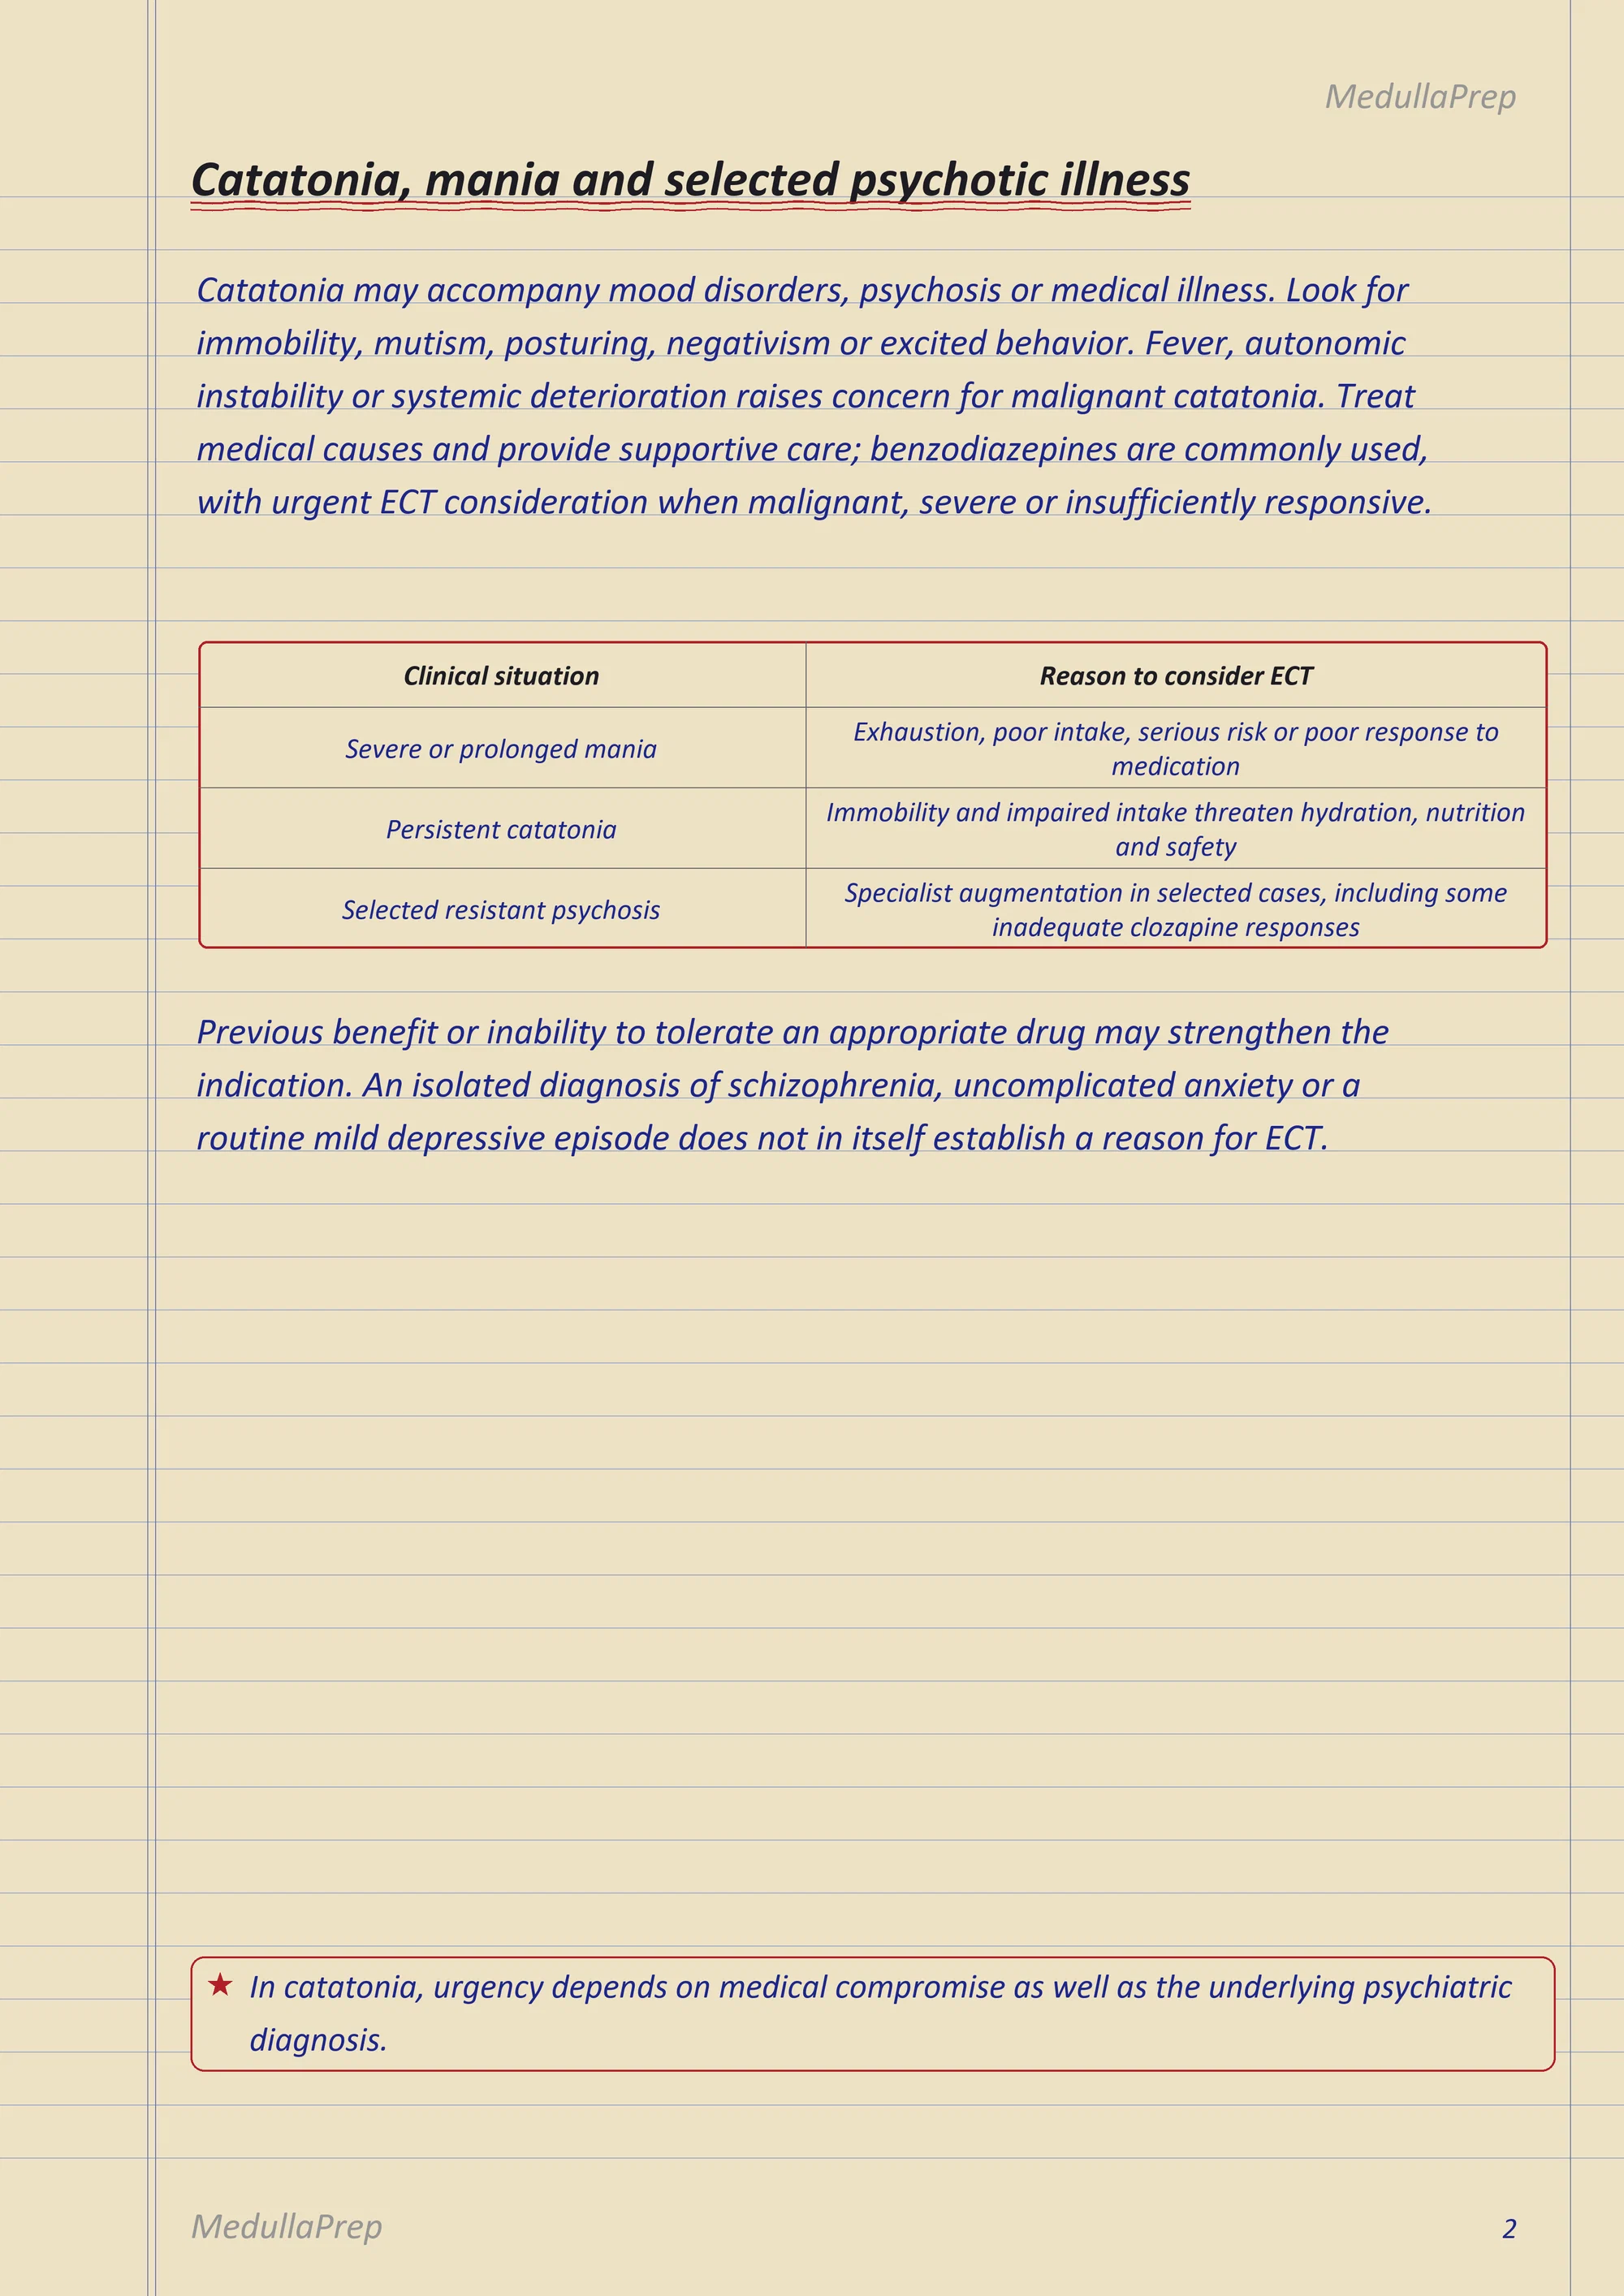 MedullaPrep
Catatonia, mania and selected psychotic illness
Catatonia may accompany mood disorders, psychosis or medical illness. Look for
immobility, mutism, posturing, negativism or excited behavior. Fever, autonomic
instability or systemic deterioration raises concern for malignant catatonia. Treat
medical causes and provide supportive care; benzodiazepines are commonly used,
with urgent ECT consideration when malignant, severe or insufficiently responsive.
Clinical situation
Reason to consider ECT
Severe or prolonged mania
Exhaustion, poor intake, serious risk or poor response to
medication
Persistent catatonia
Immobility and impaired intake threaten hydration, nutrition
and safety
Selected resistant psychosis
Specialist augmentation in selected cases, including some
inadequate clozapine responses
Previous benefit or inability to tolerate an appropriate drug may strengthen the
indication. An isolated diagnosis of schizophrenia, uncomplicated anxiety or a
routine mild depressive episode does not in itself establish a reason for ECT.
★ In catatonia, urgency depends on medical compromise as well as the underlying psychiatric
diagnosis.
MedullaPrep
2